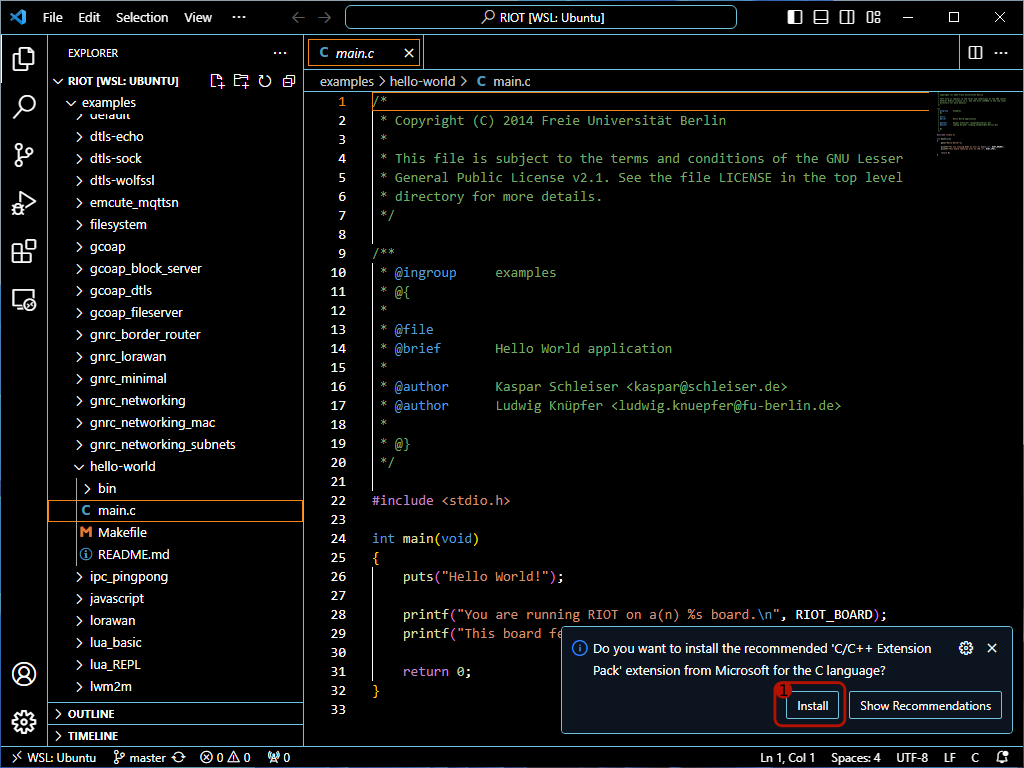 File Edit Selection View ··· RIOT [WSL: Ubuntu]
EXPLORER ···
RIOT [WSL: UBUNTU]
examples
default
dtls-echo
dtls-sock
dtls-wolfssl
emcute_mqttsn
filesystem
gcoap
gcoap_block_server
gcoap_dtls
gcoap_fileserver
gnrc_border_router
gnrc_lorawan
gnrc_minimal
gnrc_networking
gnrc_networking_mac
gnrc_networking_subnets
hello-world
bin
C main.c
M Makefile
README.md
ipc_pingpong
javascript
lorawan
lua_basic
lua_REPL
lwm2m
OUTLINE
TIMELINE
C main.c
examples > hello-world > C main.c
1 /*
2 * Copyright (C) 2014 Freie Universität Berlin
3 *
4 * This file is subject to the terms and conditions of the GNU Lesser
5 * General Public License v2.1. See the file LICENSE in the top level
6 * directory for more details.
7 */
8
9 /**
10 * @ingroup     examples
11 * @{
12 *
13 * @file
14 * @brief       Hello World application
15 *
16 * @author      Kaspar Schleiser <kaspar@schleiser.de>
17 * @author      Ludwig Knüpfer <ludwig.knuepfer@fu-berlin.de>
18 *
19 * @}
20 */
21
22 #include <stdio.h>
23
24 int main(void)
25 {
26     puts("Hello World!");
27
28     printf("You are running RIOT on a(n) %s board.\n", RIOT_BOARD);
29     printf("This board fe
30
31     return 0;
32 }
33
Do you want to install the recommended 'C/C++ Extension
Pack' extension from Microsoft for the C language?
1
Install Show Recommendations
WSL: Ubuntu master 0 0 0 Ln 1, Col 1 Spaces: 4 UTF-8 LF C